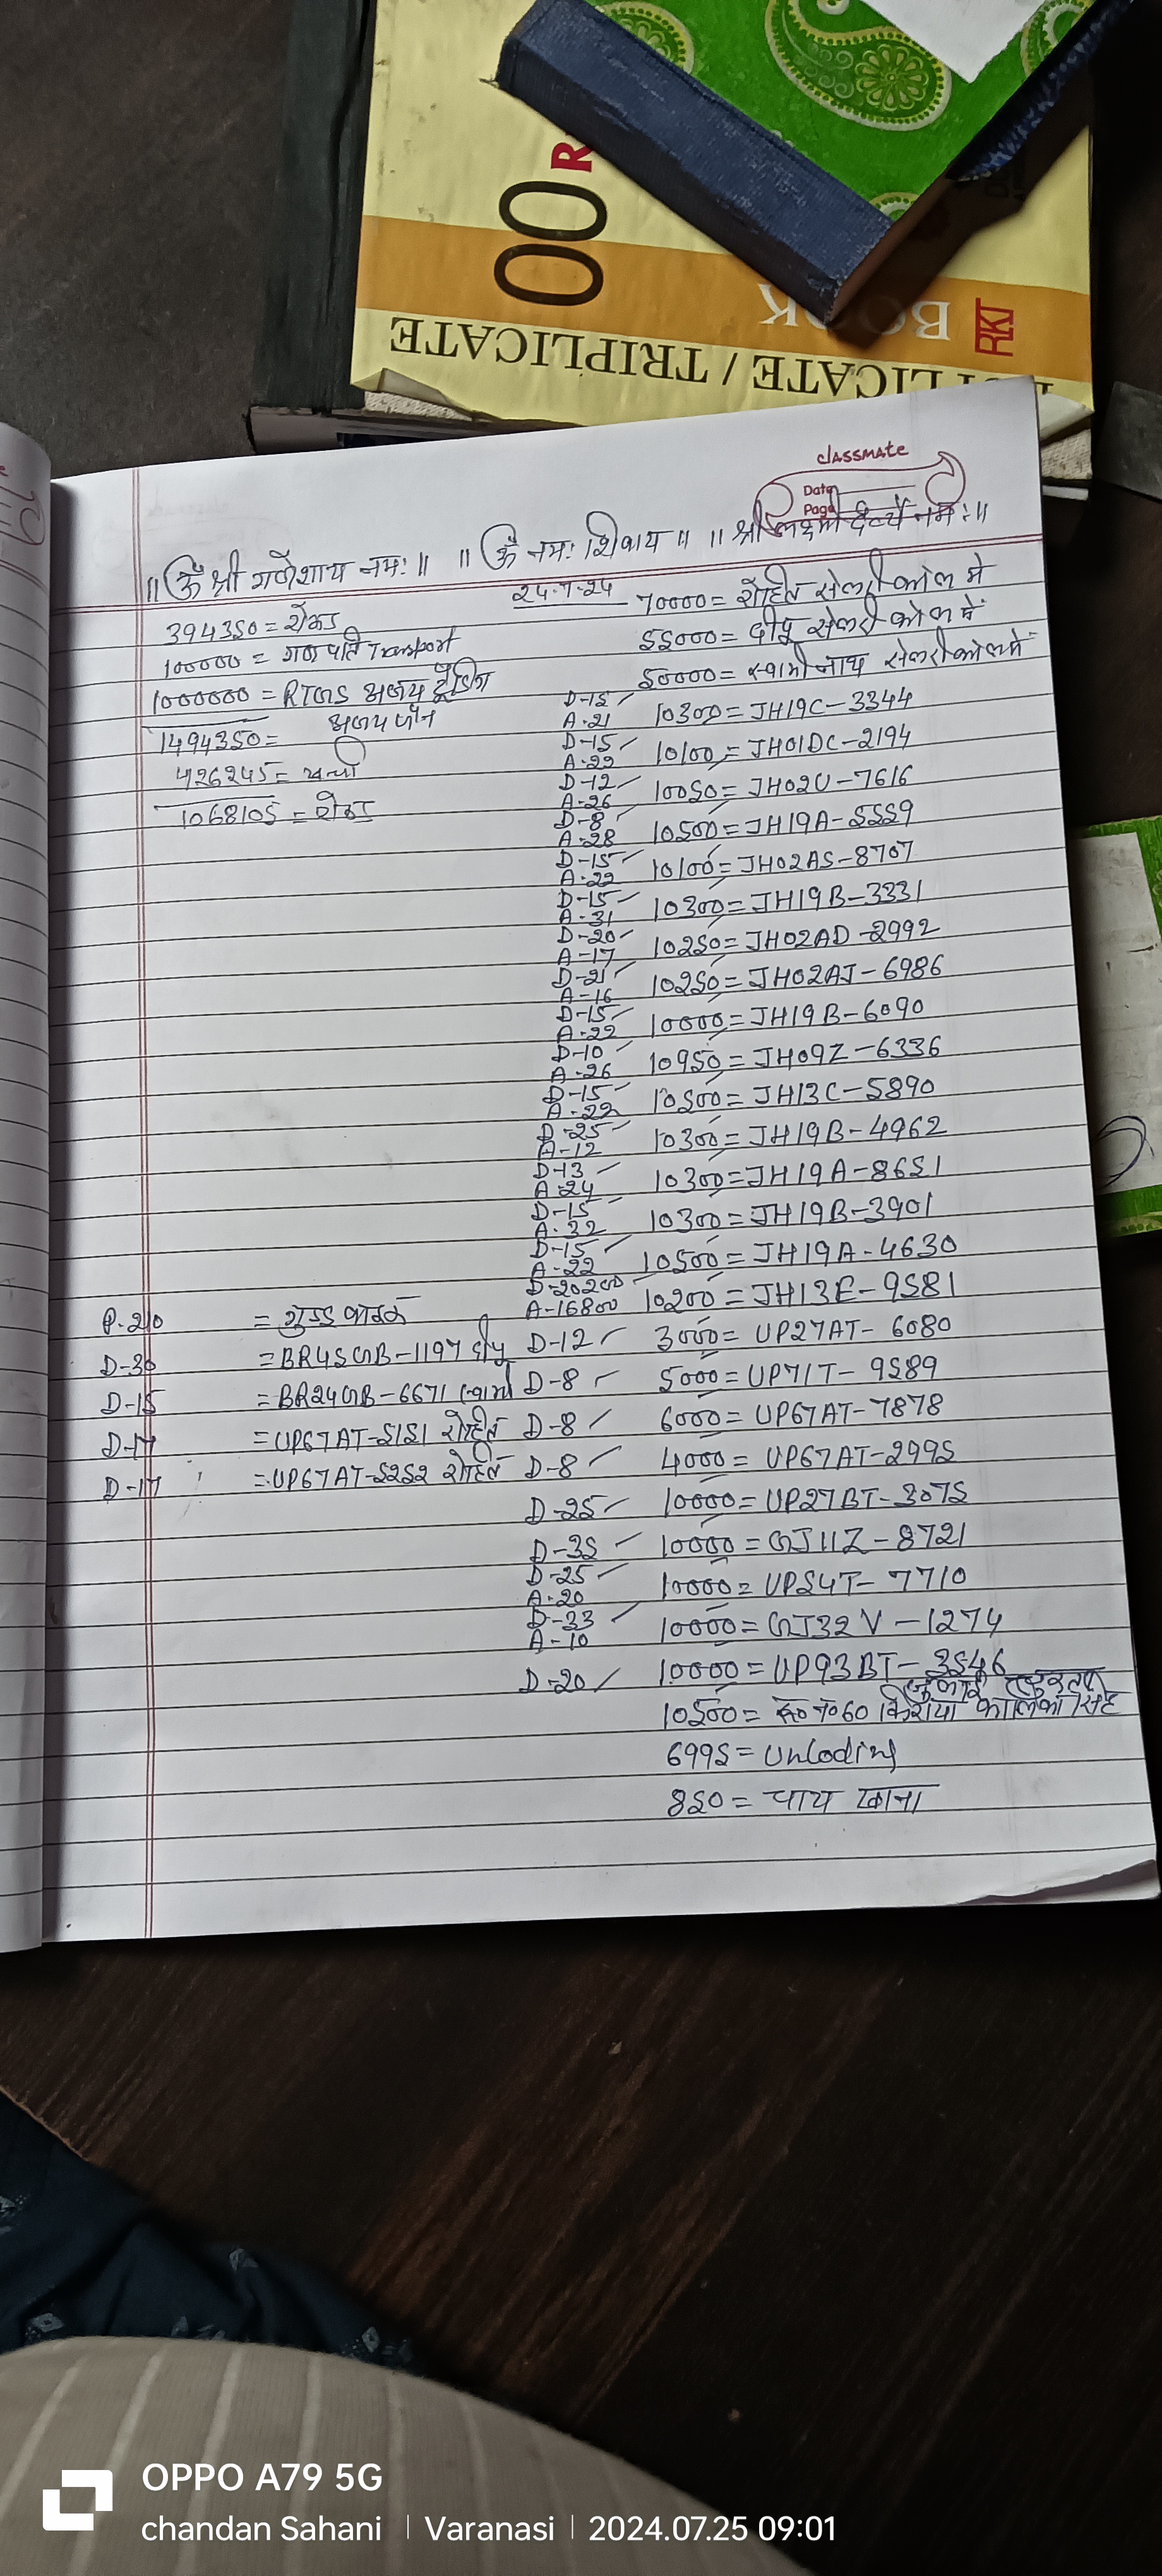 R
00
BOOK
RKT
LICATE / TRIPLICATE
classmate
Date
Page
॥ ॐ श्री गणेशाय नमः ॥ ॥ ॐ नमः शिवाय ॥ ॥ श्री लक्ष्मी देव्यै नमः ॥
24-7-24
394350 = रोकड
100000 = गणपति Transport
1000000 = RTGS अजय ट्रेडिंग
अजय जैन
1494350 =
426245 = खर्चा
1068105 = रोकड
70000 = रोहित सेलरी कोल मे
55000 = दीपू सेलरी कोल में
50000 = स्वामी नाथ सेलरी कोल में
D-15
A-21 10300 = JH19C-3344
D-15
A-22 10100 = JH01DC-2194
D-12
A-26 10050 = JH02U-7616
D-8
A-28 10500 = JH19A-5559
D-15
A-22 10100 = JH02AS-8707
D-15
A-31 10300 = JH19B-3331
D-20
A-17 10250 = JH02AD-2992
D-21
A-16 10250 = JH02AJ-6986
D-15
A-22 10000 = JH19B-6090
D-10
A-26 10950 = JH09Z-6336
D-15
A-22 10500 = JH13C-5890
D-25
A-12 10300 = JH19B-4962
D-13
A-24 10300 = JH19A-8651
D-15
A-32 10300 = JH19B-3901
D-15
A-22 10500 = JH19A-4630
D-20200
A-16800 10200 = JH13E-9581
P-210 = गुड्डू बाइक
D-30 = BR45GB-1197 दीपू
D-15 = BR24GB-6671 स्वामी
D-17 = UP67AT-5151 रोहित
D-17 = UP67AT-5252 रोहित
D-12 3000 = UP27AT-6080
D-8 5000 = UP71T-9589
D-8 6000 = UP67AT-7878
D-8 4000 = UP67AT-2995
D-25 10000 = UP27BT-3075
D-35 10000 = GJ11Z-8721
D-25
A-20 10000 = UP54T-7710
D-33
A-10 10000 = GJ32V-1274
D-20 10000 = UP93BT-3546
जुलाई
10500 = रू० न० 60 किराया कालिका सिंह
6995 = Unloding
850 = चाय खाना
OPPO A79 5G
chandan Sahani | Varanasi | 2024.07.25 09:01